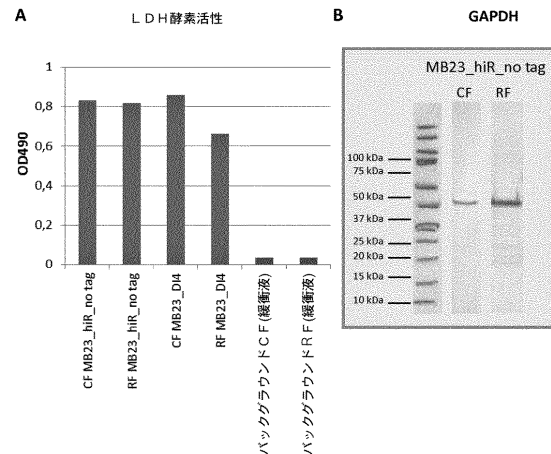 A
ＬＤＨ酵素活性
OD490
1
0,8
0,6
0,4
0,2
0
CF MB23_hiR_no tag
RF MB23_hiR_no tag
CF MB23_DI4
RF MB23_DI4
バックグラウンドＣＦ(緩衝液)
バックグラウンドＲＦ(緩衝液)
B
GAPDH
MB23_hiR_no tag
CF RF
100 kDa
75 kDa
50 kDa
37 kDa
25 kDa
20 kDa
15 kDa
10 kDa